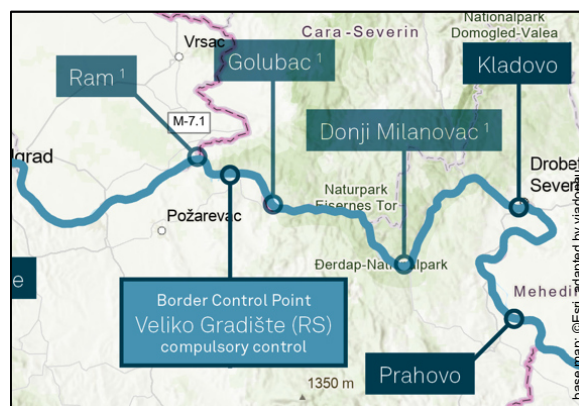 Nationalpark
Domogled-Valea
Cara-Severin
Vrsac
Golubac ¹
Kladovo
Ram ¹
M-7.1
Donji Milanovac ¹
lgrad
Drobet
Severi
Naturpark
Eisernes Tor
Požarevac
Đerdap-Nationalpark
e
Mehedin
Border Control Point
Veliko Gradište (RS)
compulsory control
Prahovo
1350 m
base map: ©Esri, adapted by viadonau